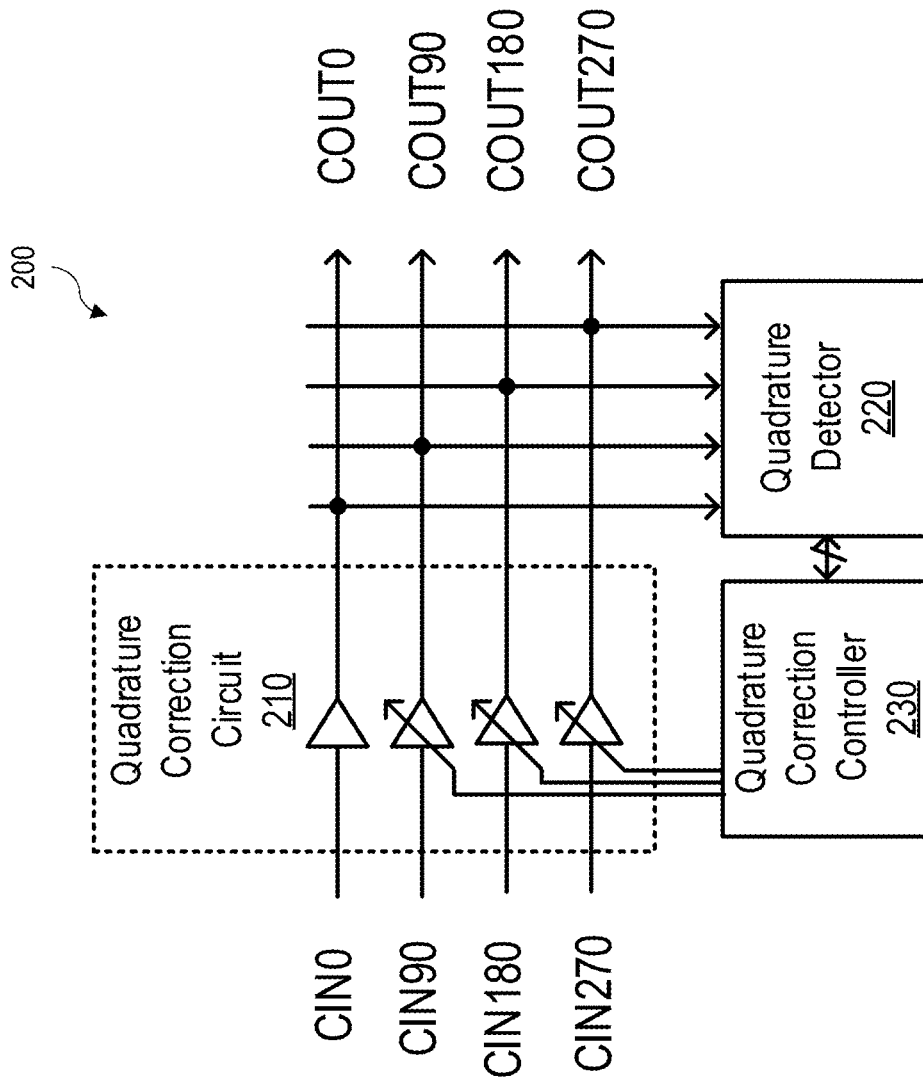 200
Quadrature
Correction
Circuit
210
CIN0
CIN90
CIN180
CIN270
COUT0
COUT90
COUT180
COUT270
Quadrature
Correction
Controller
230
Quadrature
Detector
220